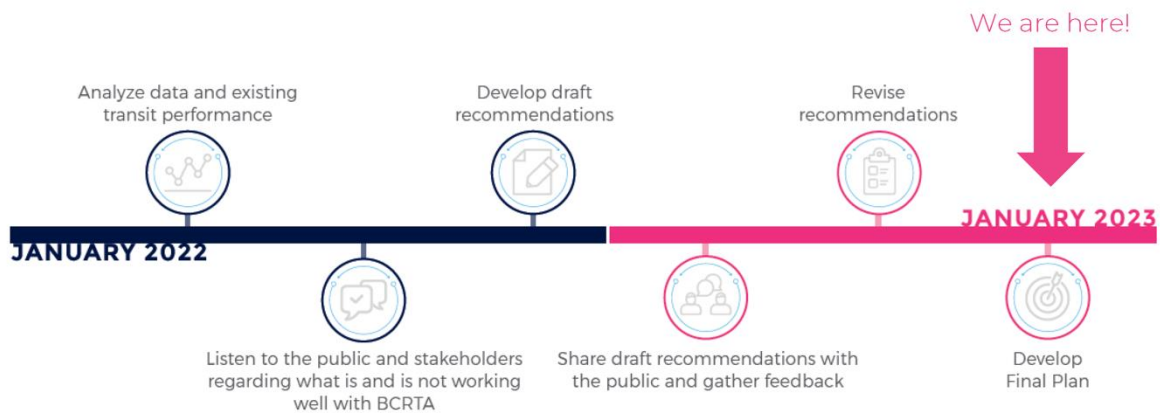 We are here!
Analyze data and existing
transit performance
Develop draft
recommendations
Revise
recommendations
JANUARY 2022
JANUARY 2023
Listen to the public and stakeholders
regarding what is and is not working
well with BCRTA
Share draft recommendations with
the public and gather feedback
Develop
Final Plan